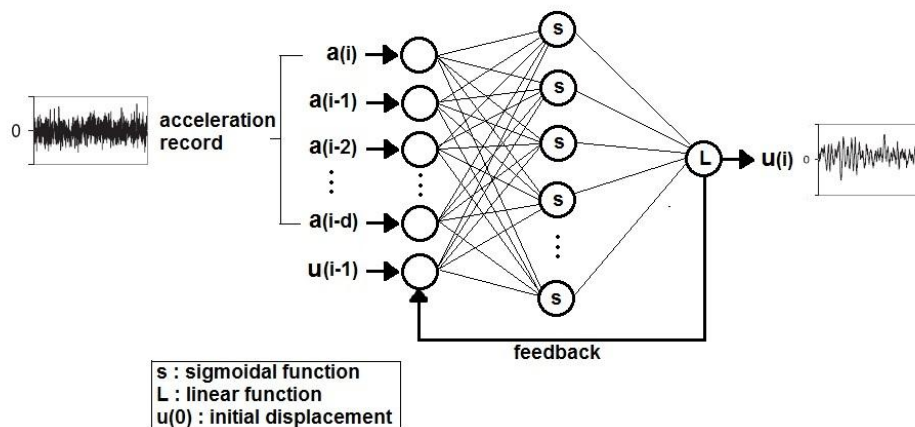 a(i)
a(i-1)
acceleration
record
a(i-2)
a(i-d)
u(i-1)
0
s
s
s
s
s
L
u(i)
0
feedback
s : sigmoidal function
L : linear function
u(0) : initial displacement